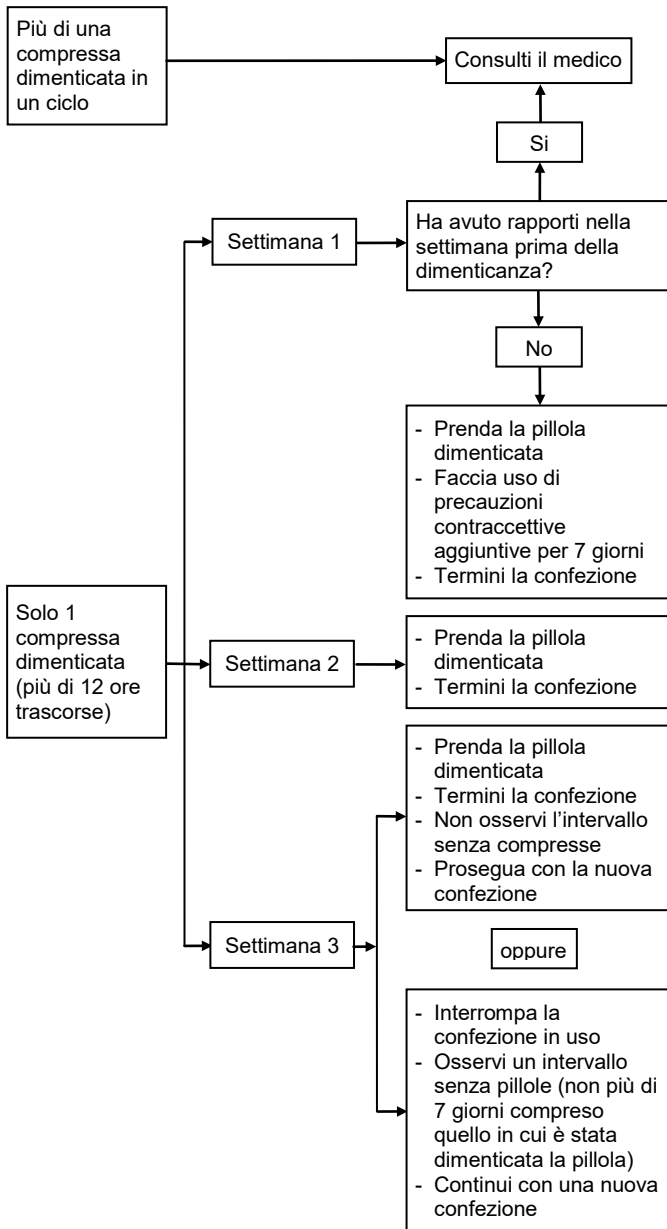 Più di una
compressa
dimenticata in
un ciclo
Consulti il medico
Si
Settimana 1
Ha avuto rapporti nella
settimana prima della
dimenticanza?
No
- Prenda la pillola
dimenticata
- Faccia uso di
precauzioni
contraccettive
aggiuntive per 7 giorni
- Termini la confezione
Solo 1
compressa
dimenticata
(più di 12 ore
trascorse)
Settimana 2
- Prenda la pillola
dimenticata
- Termini la confezione
- Prenda la pillola
dimenticata
- Termini la confezione
- Non osservi l’intervallo
senza compresse
- Prosegua con la nuova
confezione
Settimana 3
oppure
- Interrompa la
confezione in uso
- Osservi un intervallo
senza pillole (non più di
7 giorni compreso
quello in cui è stata
dimenticata la pillola)
- Continui con una nuova
confezione